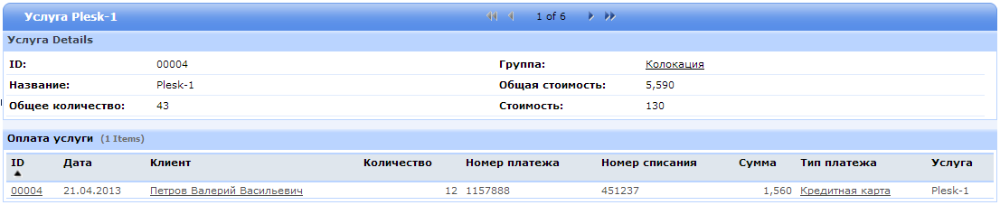 Услуга Plesk-1 1 of 6
Услуга Details
ID: 00004 Группа: Колокация
Название: Plesk-1 Общая стоимость: 5,590
Общее количество: 43 Стоимость: 130
Оплата услуги (1 Items)
ID Дата Клиент Количество Номер платежа Номер списания Сумма Тип платежа Услуга
00004 21.04.2013 Петров Валерий Васильевич 12 1157888 451237 1,560 Кредитная карта Plesk-1